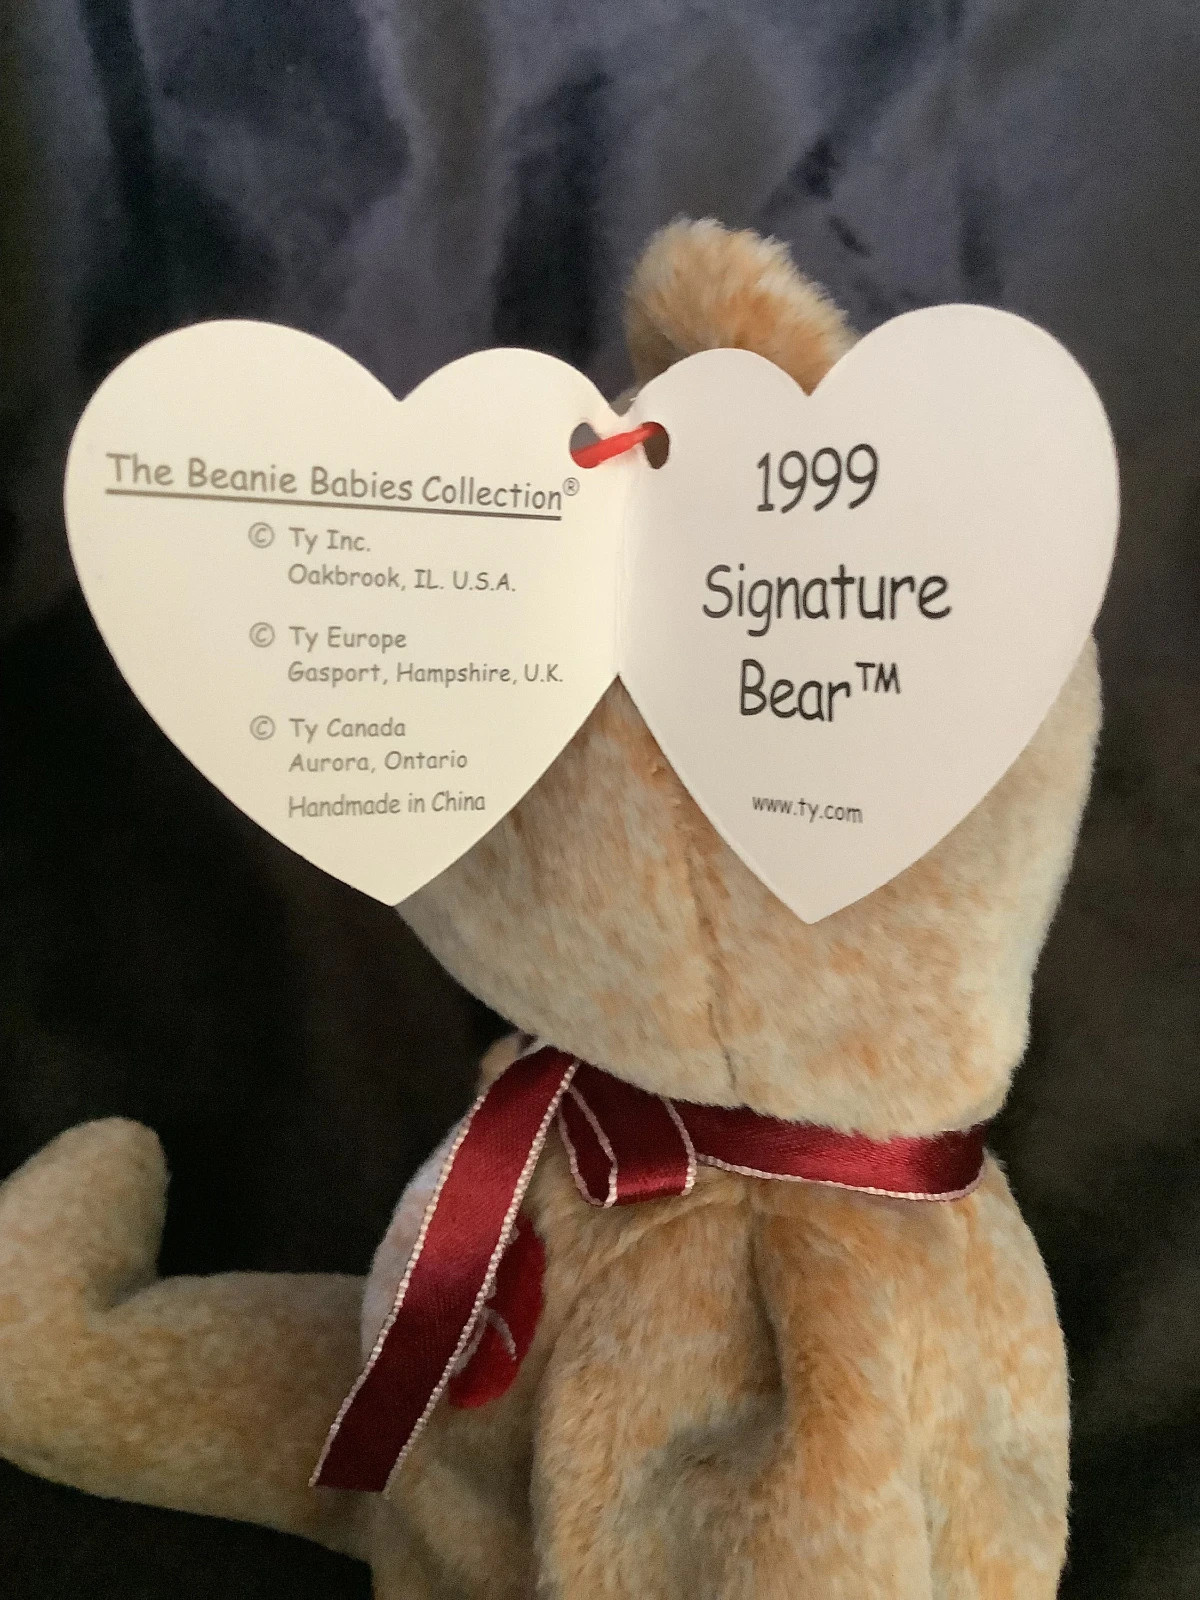 The Beanie Babies Collection®
© Ty Inc.
Oakbrook, IL. U.S.A.
© Ty Europe
Gasport, Hampshire, U.K.
© Ty Canada
Aurora, Ontario
Handmade in China
1999
Signature
Bear™
www.ty.com